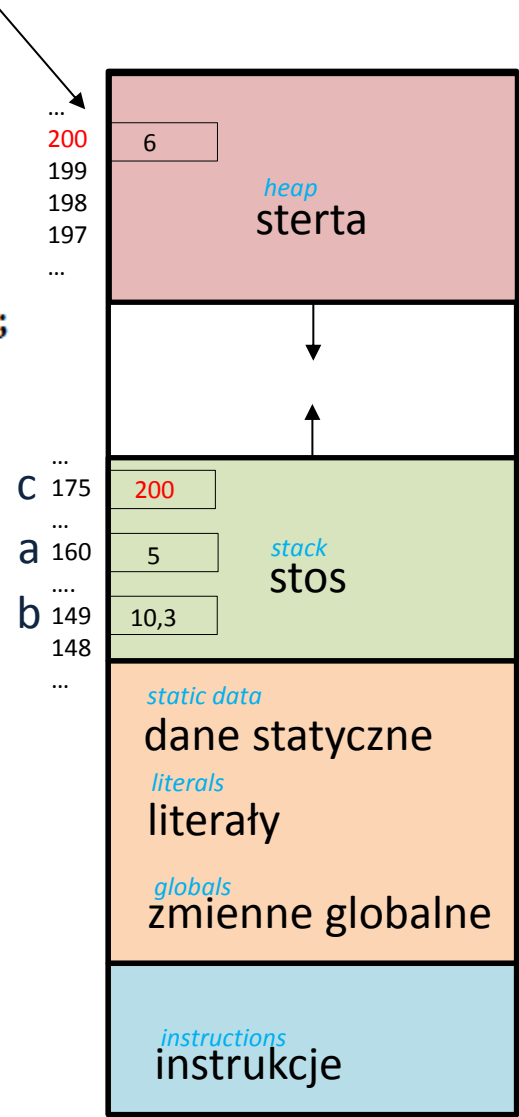 ...
200 6
199
198
197
...
heap
sterta
;
...
c 175 200
...
a 160 5
....
b 149 10,3
148
...
stack
stos
static data
dane statyczne
literals
literały
globals
zmienne globalne
instructions
instrukcje